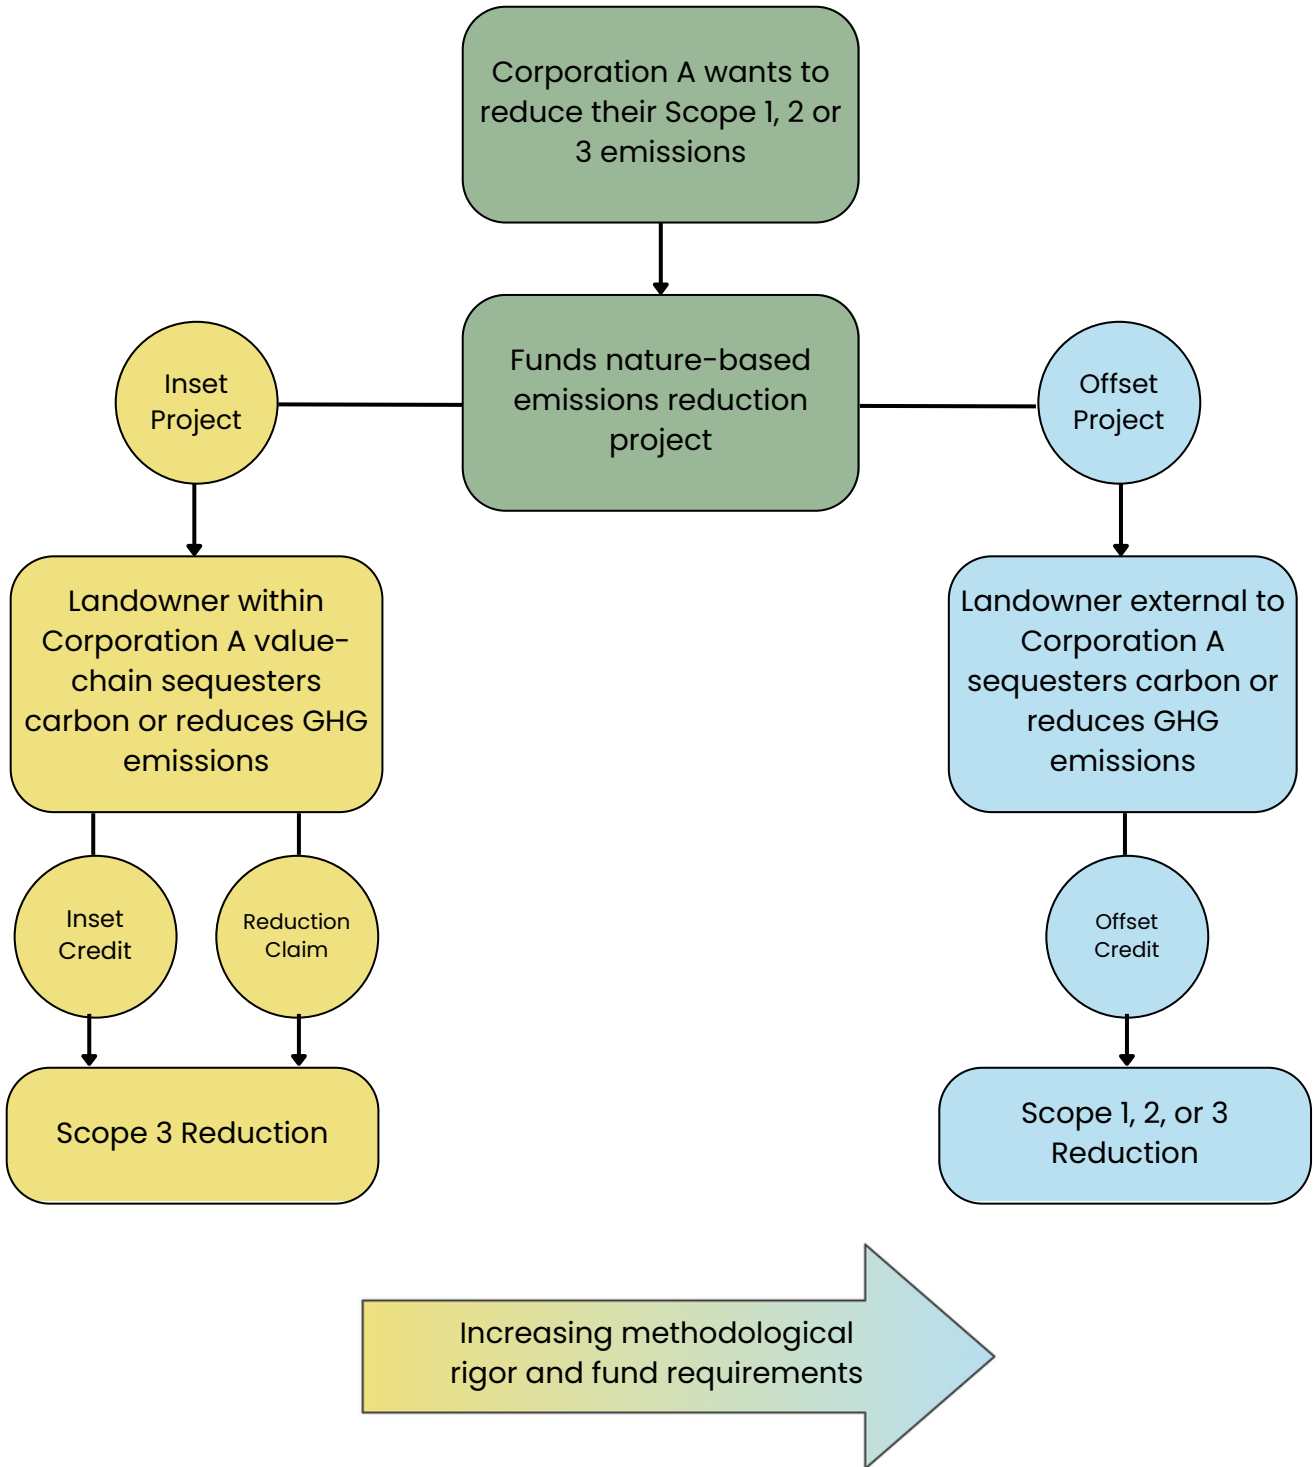 Corporation A wants to
reduce their Scope 1, 2 or
3 emissions
Funds nature-based
emissions reduction
project
Inset
Project
Offset
Project
Landowner within
Corporation A value-
chain sequesters
carbon or reduces GHG
emissions
Landowner external to
Corporation A
sequesters carbon or
reduces GHG
emissions
Inset
Credit
Reduction
Claim
Offset
Credit
Scope 3 Reduction
Scope 1, 2, or 3
Reduction
Increasing methodological
rigor and fund requirements